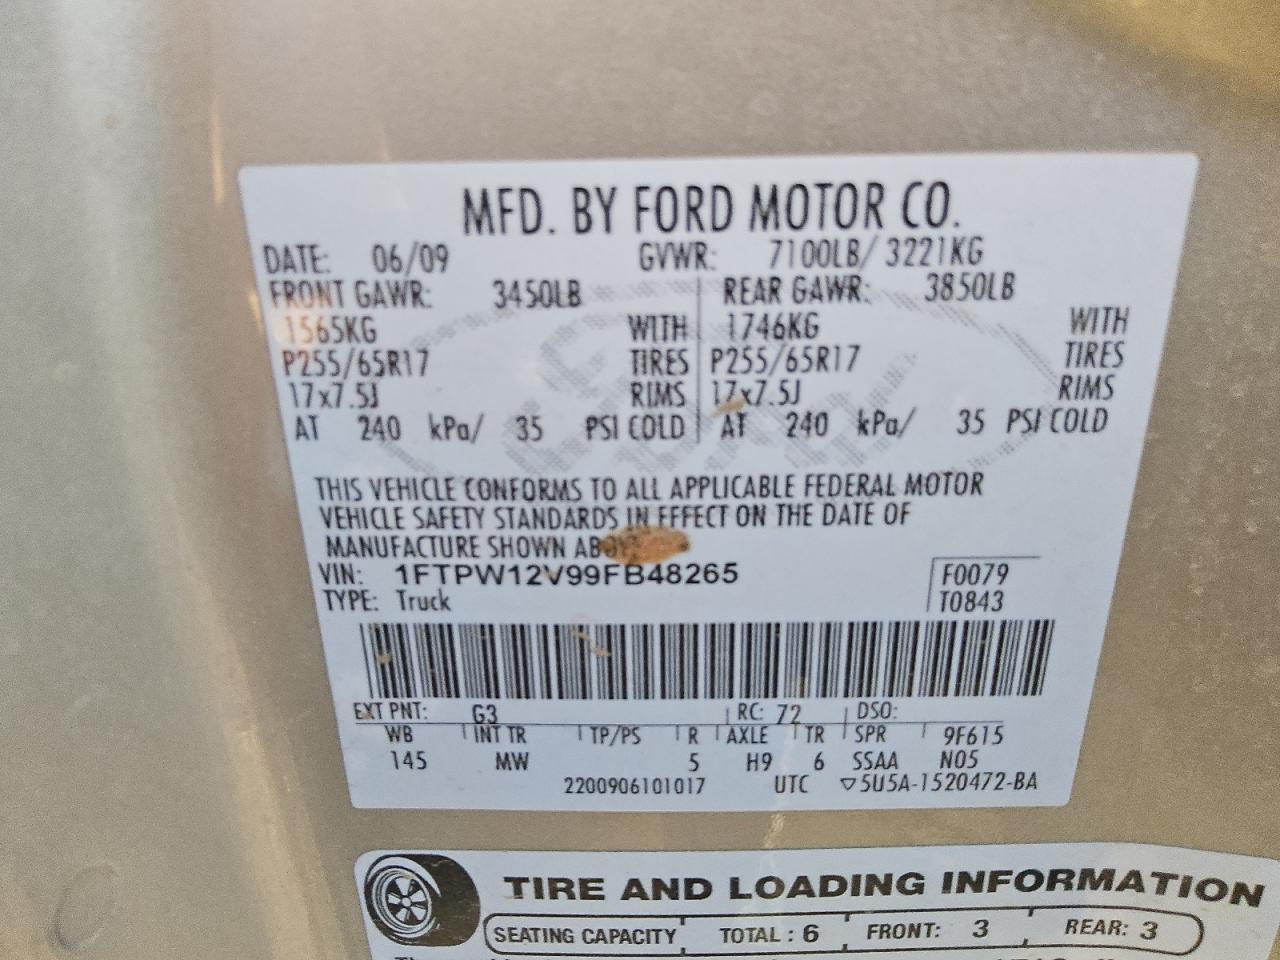 MFD. BY FORD MOTOR CO.
DATE: 06/09 GVWR: 7100LB/ 3221KG
FRONT GAWR: 3450LB REAR GAWR: 3850LB
1565KG WITH 1746KG WITH
P255/65R17 TIRES P255/65R17 TIRES
17x7.5J RIMS 17x7.5J RIMS
AT 240 kPa/ 35 PSI COLD AT 240 kPa/ 35 PSI COLD
THIS VEHICLE CONFORMS TO ALL APPLICABLE FEDERAL MOTOR
VEHICLE SAFETY STANDARDS IN EFFECT ON THE DATE OF
MANUFACTURE SHOWN ABOVE
VIN: 1FTPW12V99FB48265 F0079
TYPE: Truck T0843
EXT PNT: G3 RC: 72 DSO:
WB INT TR TP/PS R AXLE TR SPR 9F615
145 MW 5 H9 6 SSAA N05
2200906101017 UTC ▽5U5A-1520472-BA
TIRE AND LOADING INFORMATION
SEATING CAPACITY TOTAL : 6 FRONT: 3 REAR: 3